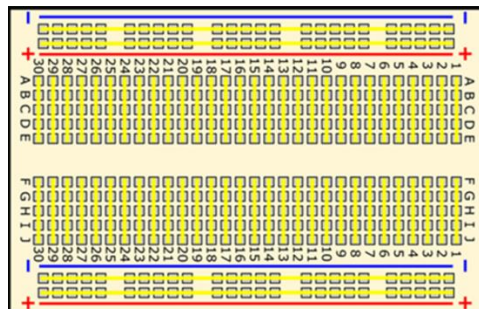 - -
+ +
30 29 28 27 26 25 24 23 22 21 20 19 18 17 16 15 14 13 12 11 10 9 8 7 6 5 4 3 2 1
A A
B B
C C
D D
E E
F F
G G
H H
I I
J J
30 29 28 27 26 25 24 23 22 21 20 19 18 17 16 15 14 13 12 11 10 9 8 7 6 5 4 3 2 1
- -
+ +